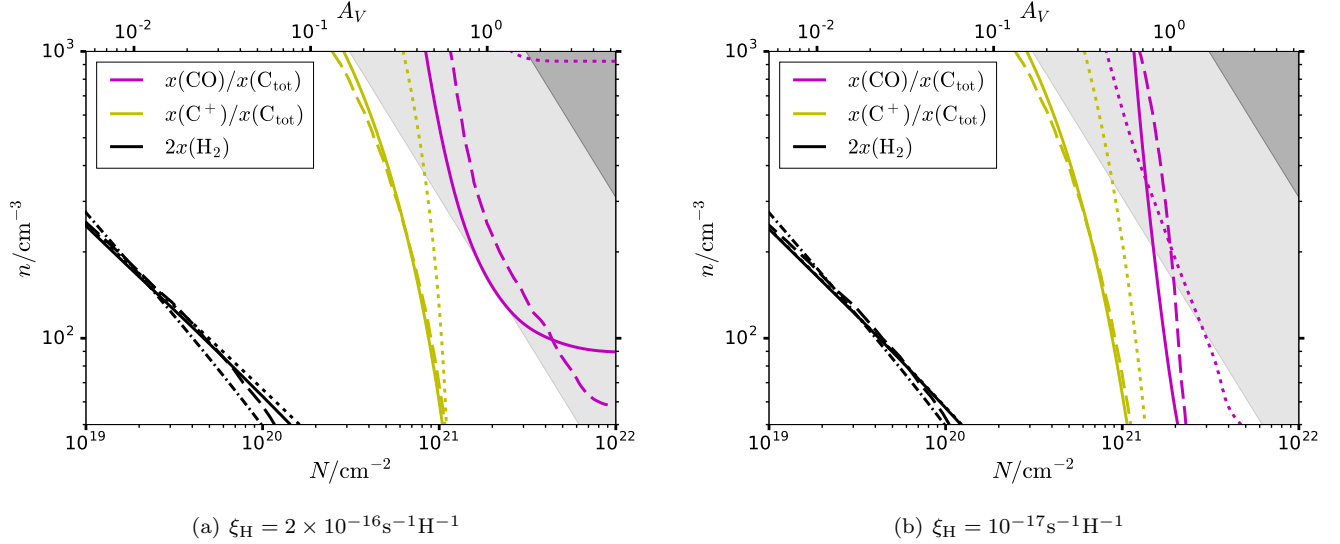 A_V
10^-2 10^-1 10^0
10^3
x(CO)/x(C_tot)
x(C^+)/x(C_tot)
2x(H_2)
n/cm^-3
10^2
10^19 10^20 10^21 10^22
N/cm^-2
(a) ξ_H = 2 × 10^-16 s^-1 H^-1
A_V
10^-2 10^-1 10^0
10^3
x(CO)/x(C_tot)
x(C^+)/x(C_tot)
2x(H_2)
n/cm^-3
10^2
10^19 10^20 10^21 10^22
N/cm^-2
(b) ξ_H = 10^-17 s^-1 H^-1